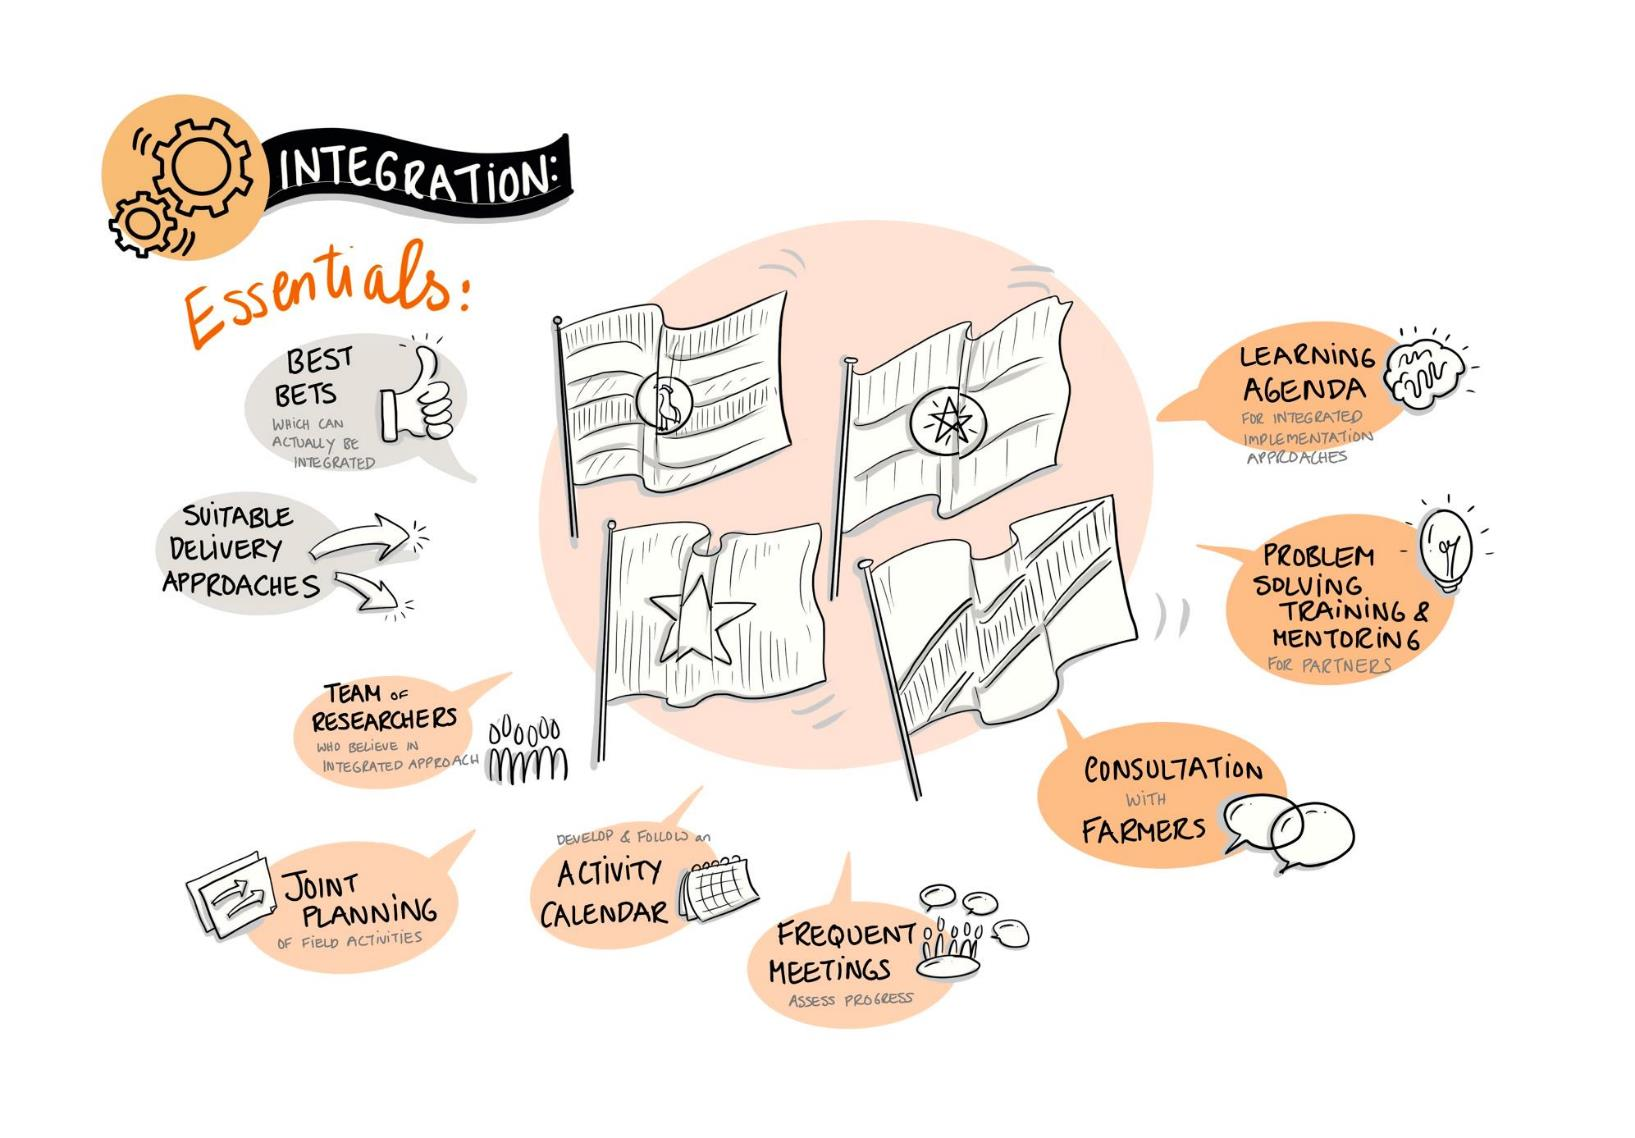 INTEGRATION:
Essentials:
BEST
BETS
WHICH CAN
ACTUALLY BE
INTEGRATED
SUITABLE
DELIVERY
APPROACHES
TEAM OF
RESEARCHERS
WHO BELIEVE IN
INTEGRATED APPROACH
JOINT
PLANNING
OF FIELD ACTIVITIES
DEVELOP & FOLLOW an
ACTIVITY
CALENDAR
FREQUENT
MEETINGS
ASSESS PROGRESS
CONSULTATION
WITH
FARMERS
PROBLEM
SOLVING
TRAINING &
MENTORING
FOR PARTNERS
LEARNING
AGENDA
FOR INTEGRATED
IMPLEMENTATION
APPROACHES